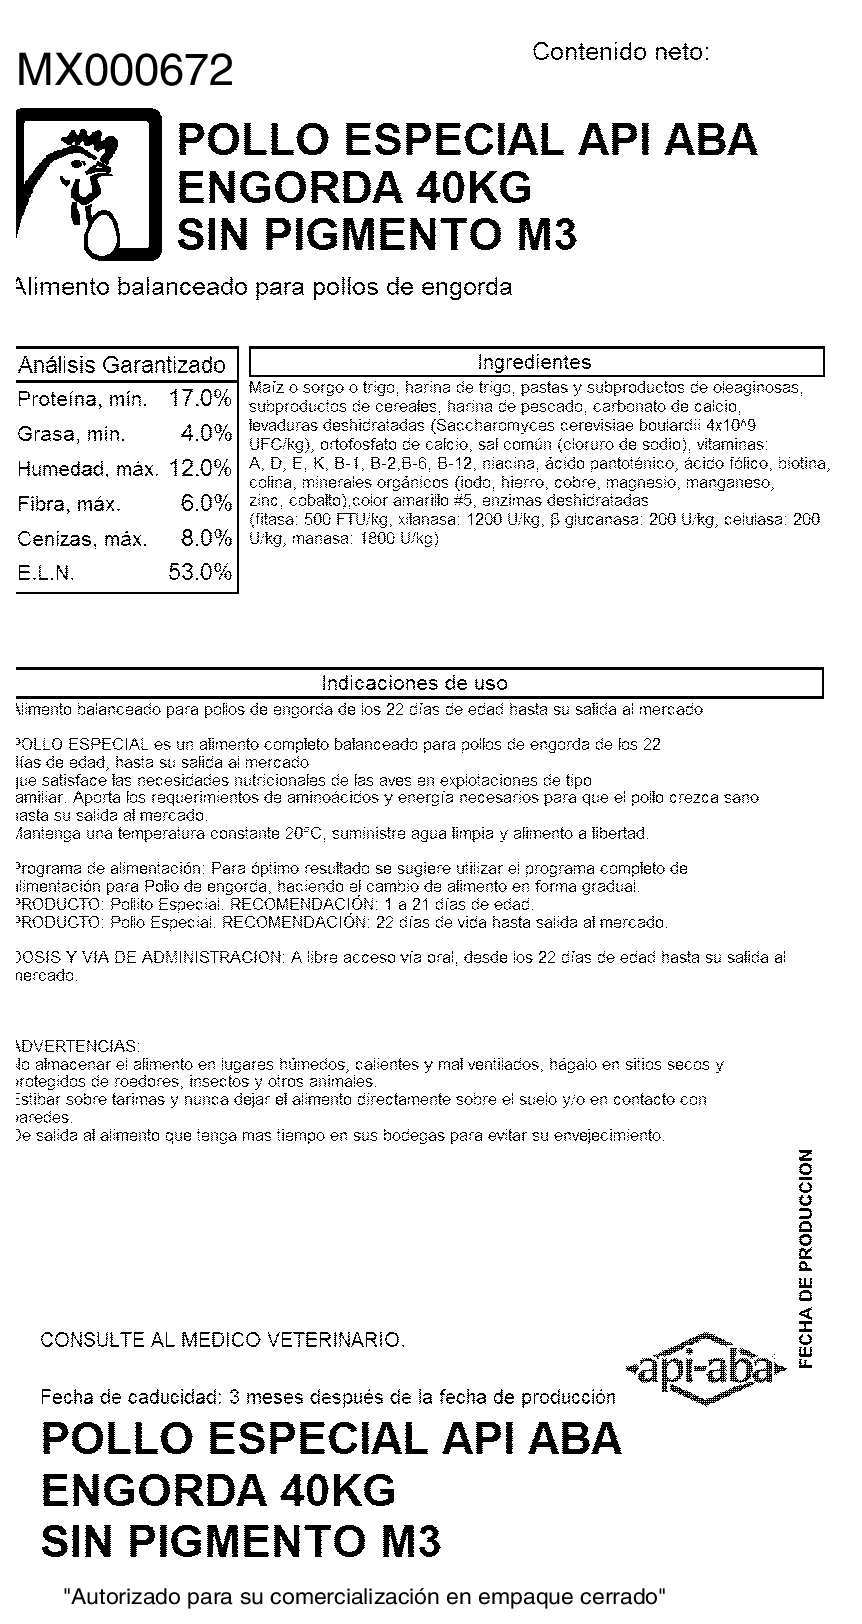 Contenido neto:
MX000672
POLLO ESPECIAL API ABA
ENGORDA 40KG
SIN PIGMENTO M3
Alimento balanceado para pollos de engorda
Análisis Garantizado
Proteína, mín. 17.0%
Grasa, mín. 4.0%
Humedad, máx. 12.0%
Fibra, máx. 6.0%
Cenizas, máx. 8.0%
E.L.N. 53.0%
Ingredientes
Maíz o sorgo o trigo, harina de trigo, pastas y subproductos de oleaginosas,
subproductos de cereales, harina de pescado, carbonato de calcio,
levaduras deshidratadas (Saccharomyces cerevisiae boulardii 4x10^9
UFC/kg), ortofosfato de calcio, sal común (cloruro de sodio), vitaminas:
A, D, E, K, B-1, B-2,B-6, B-12, niacina, ácido pantoténico, ácido fólico, biotina,
colina, minerales orgánicos (iodo, hierro, cobre, magnesio, manganeso,
zinc, cobalto),color amarillo #5, enzimas deshidratadas
(fitasa: 500 FTU/kg, xilanasa: 1200 U/kg, β glucanasa: 200 U/kg, celulasa: 200
U/kg, manasa: 1800 U/kg)
Indicaciones de uso
Alimento balanceado para pollos de engorda de los 22 días de edad hasta su salida al mercado
POLLO ESPECIAL es un alimento completo balanceado para pollos de engorda de los 22
días de edad, hasta su salida al mercado
que satisface las necesidades nutricionales de las aves en explotaciones de tipo
familiar. Aporta los requerimientos de aminoácidos y energía necesarios para que el pollo crezca sano
hasta su salida al mercado.
Mantenga una temperatura constante 20°C, suministre agua limpia y alimento a libertad.
Programa de alimentación: Para óptimo resultado se sugiere utilizar el programa completo de
alimentación para Pollo de engorda, haciendo el cambio de alimento en forma gradual.
PRODUCTO: Pollito Especial. RECOMENDACIÓN: 1 a 21 días de edad.
PRODUCTO: Pollo Especial. RECOMENDACIÓN: 22 días de vida hasta salida al mercado.
DOSIS Y VIA DE ADMINISTRACION: A libre acceso vía oral, desde los 22 días de edad hasta su salida al
mercado.
ADVERTENCIAS:
No almacenar el alimento en lugares húmedos, calientes y mal ventilados, hágalo en sitios secos y
protegidos de roedores, insectos y otros animales.
Estibar sobre tarimas y nunca dejar el alimento directamente sobre el suelo y/o en contacto con
paredes.
De salida al alimento que tenga mas tiempo en sus bodegas para evitar su envejecimiento.
FECHA DE PRODUCCION
CONSULTE AL MEDICO VETERINARIO.
api-aba
Fecha de caducidad: 3 meses después de la fecha de producción
POLLO ESPECIAL API ABA
ENGORDA 40KG
SIN PIGMENTO M3
"Autorizado para su comercialización en empaque cerrado"